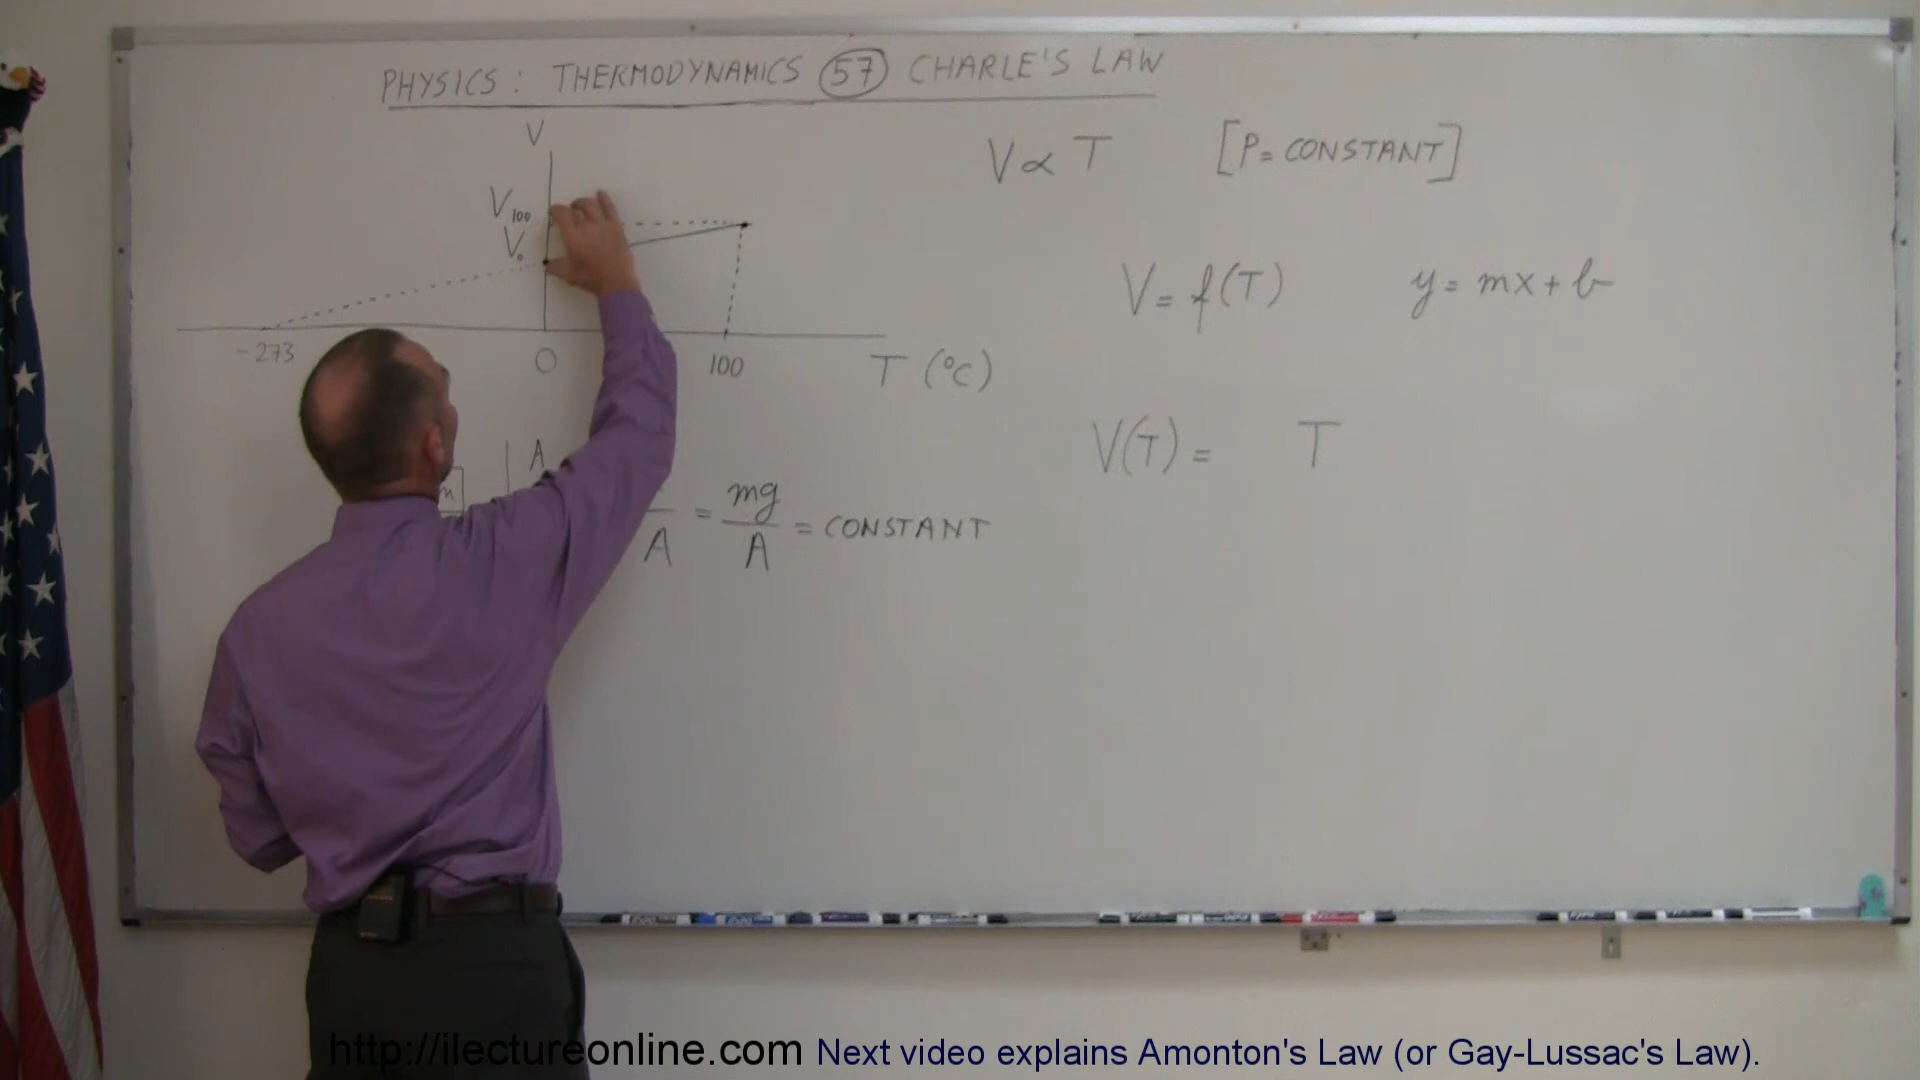 PHYSICS: THERMODYNAMICS 57 CHARLE'S LAW
V
V ∝ T [P = CONSTANT]
V₁₀₀
V₀
V = f(T) y = mx + b
-273 0 100 T (°C)
V(T) = T
A
m
A = mg/A = CONSTANT
http://ilectureonline.com Next video explains Amonton's Law (or Gay-Lussac's Law).